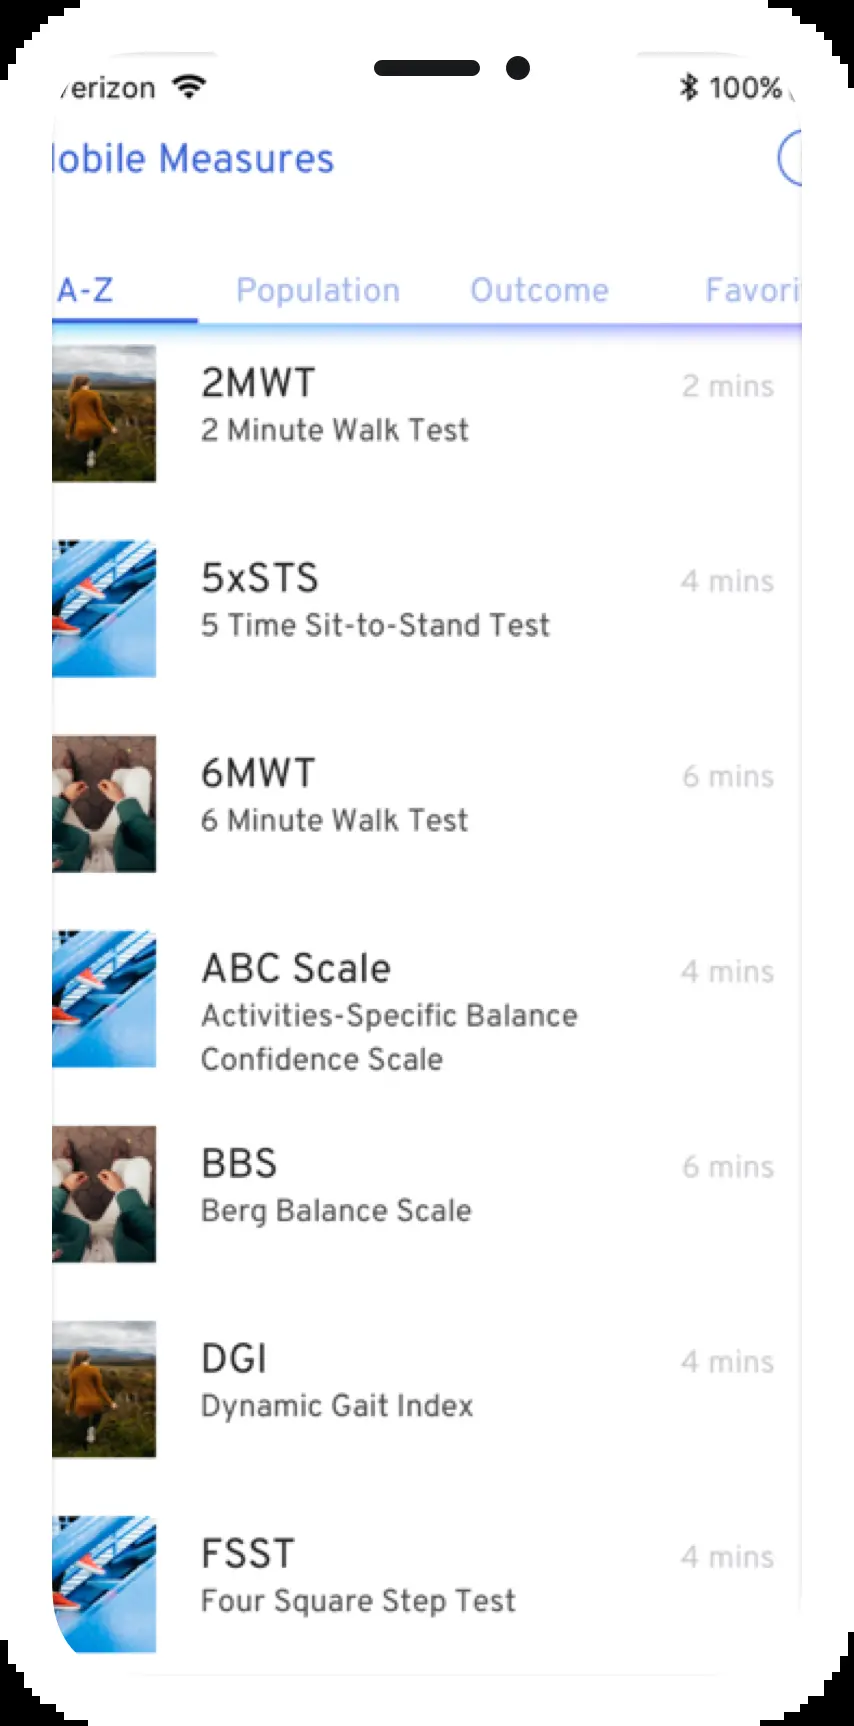 erizon 100%
obile Measures
A-Z Population Outcome Favori
2MWT 2 mins
2 Minute Walk Test
5xSTS 4 mins
5 Time Sit-to-Stand Test
6MWT 6 mins
6 Minute Walk Test
ABC Scale 4 mins
Activities-Specific Balance
Confidence Scale
BBS 6 mins
Berg Balance Scale
DGI 4 mins
Dynamic Gait Index
FSST 4 mins
Four Square Step Test